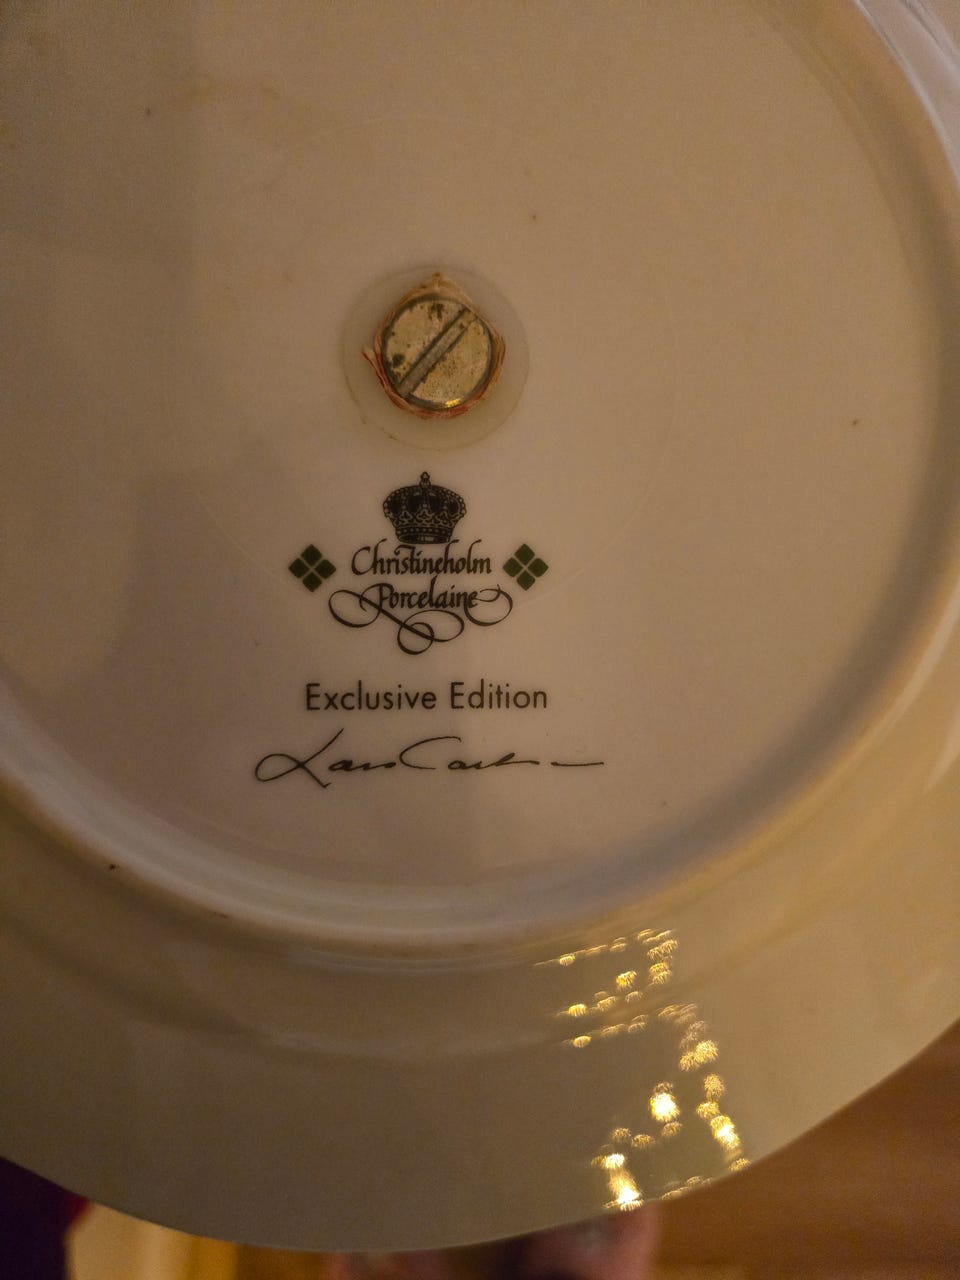 Christineholm
Porcelaine
Exclusive Edition